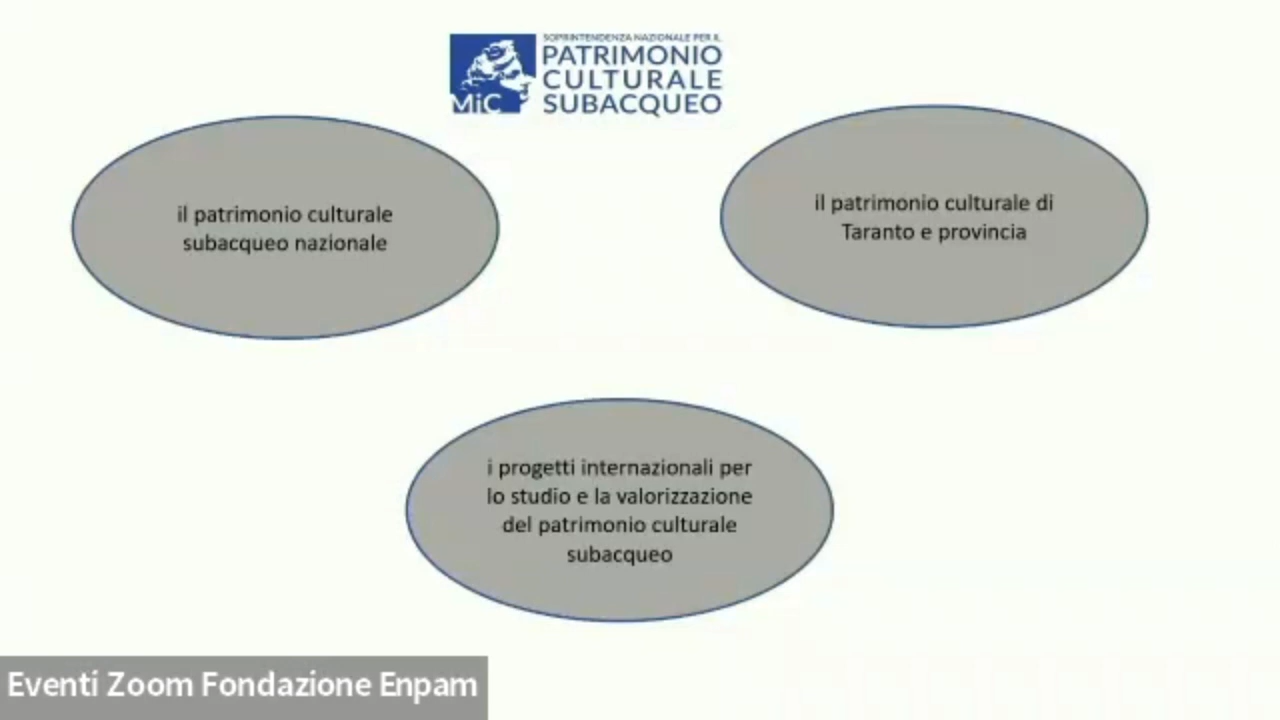 SOPRINTENDENZA NAZIONALE PER IL
PATRIMONIO
CULTURALE
SUBACQUEO
MiC
il patrimonio culturale
subacqueo nazionale
il patrimonio culturale di
Taranto e provincia
i progetti internazionali per
lo studio e la valorizzazione
del patrimonio culturale
subacqueo
Eventi Zoom Fondazione Enpam